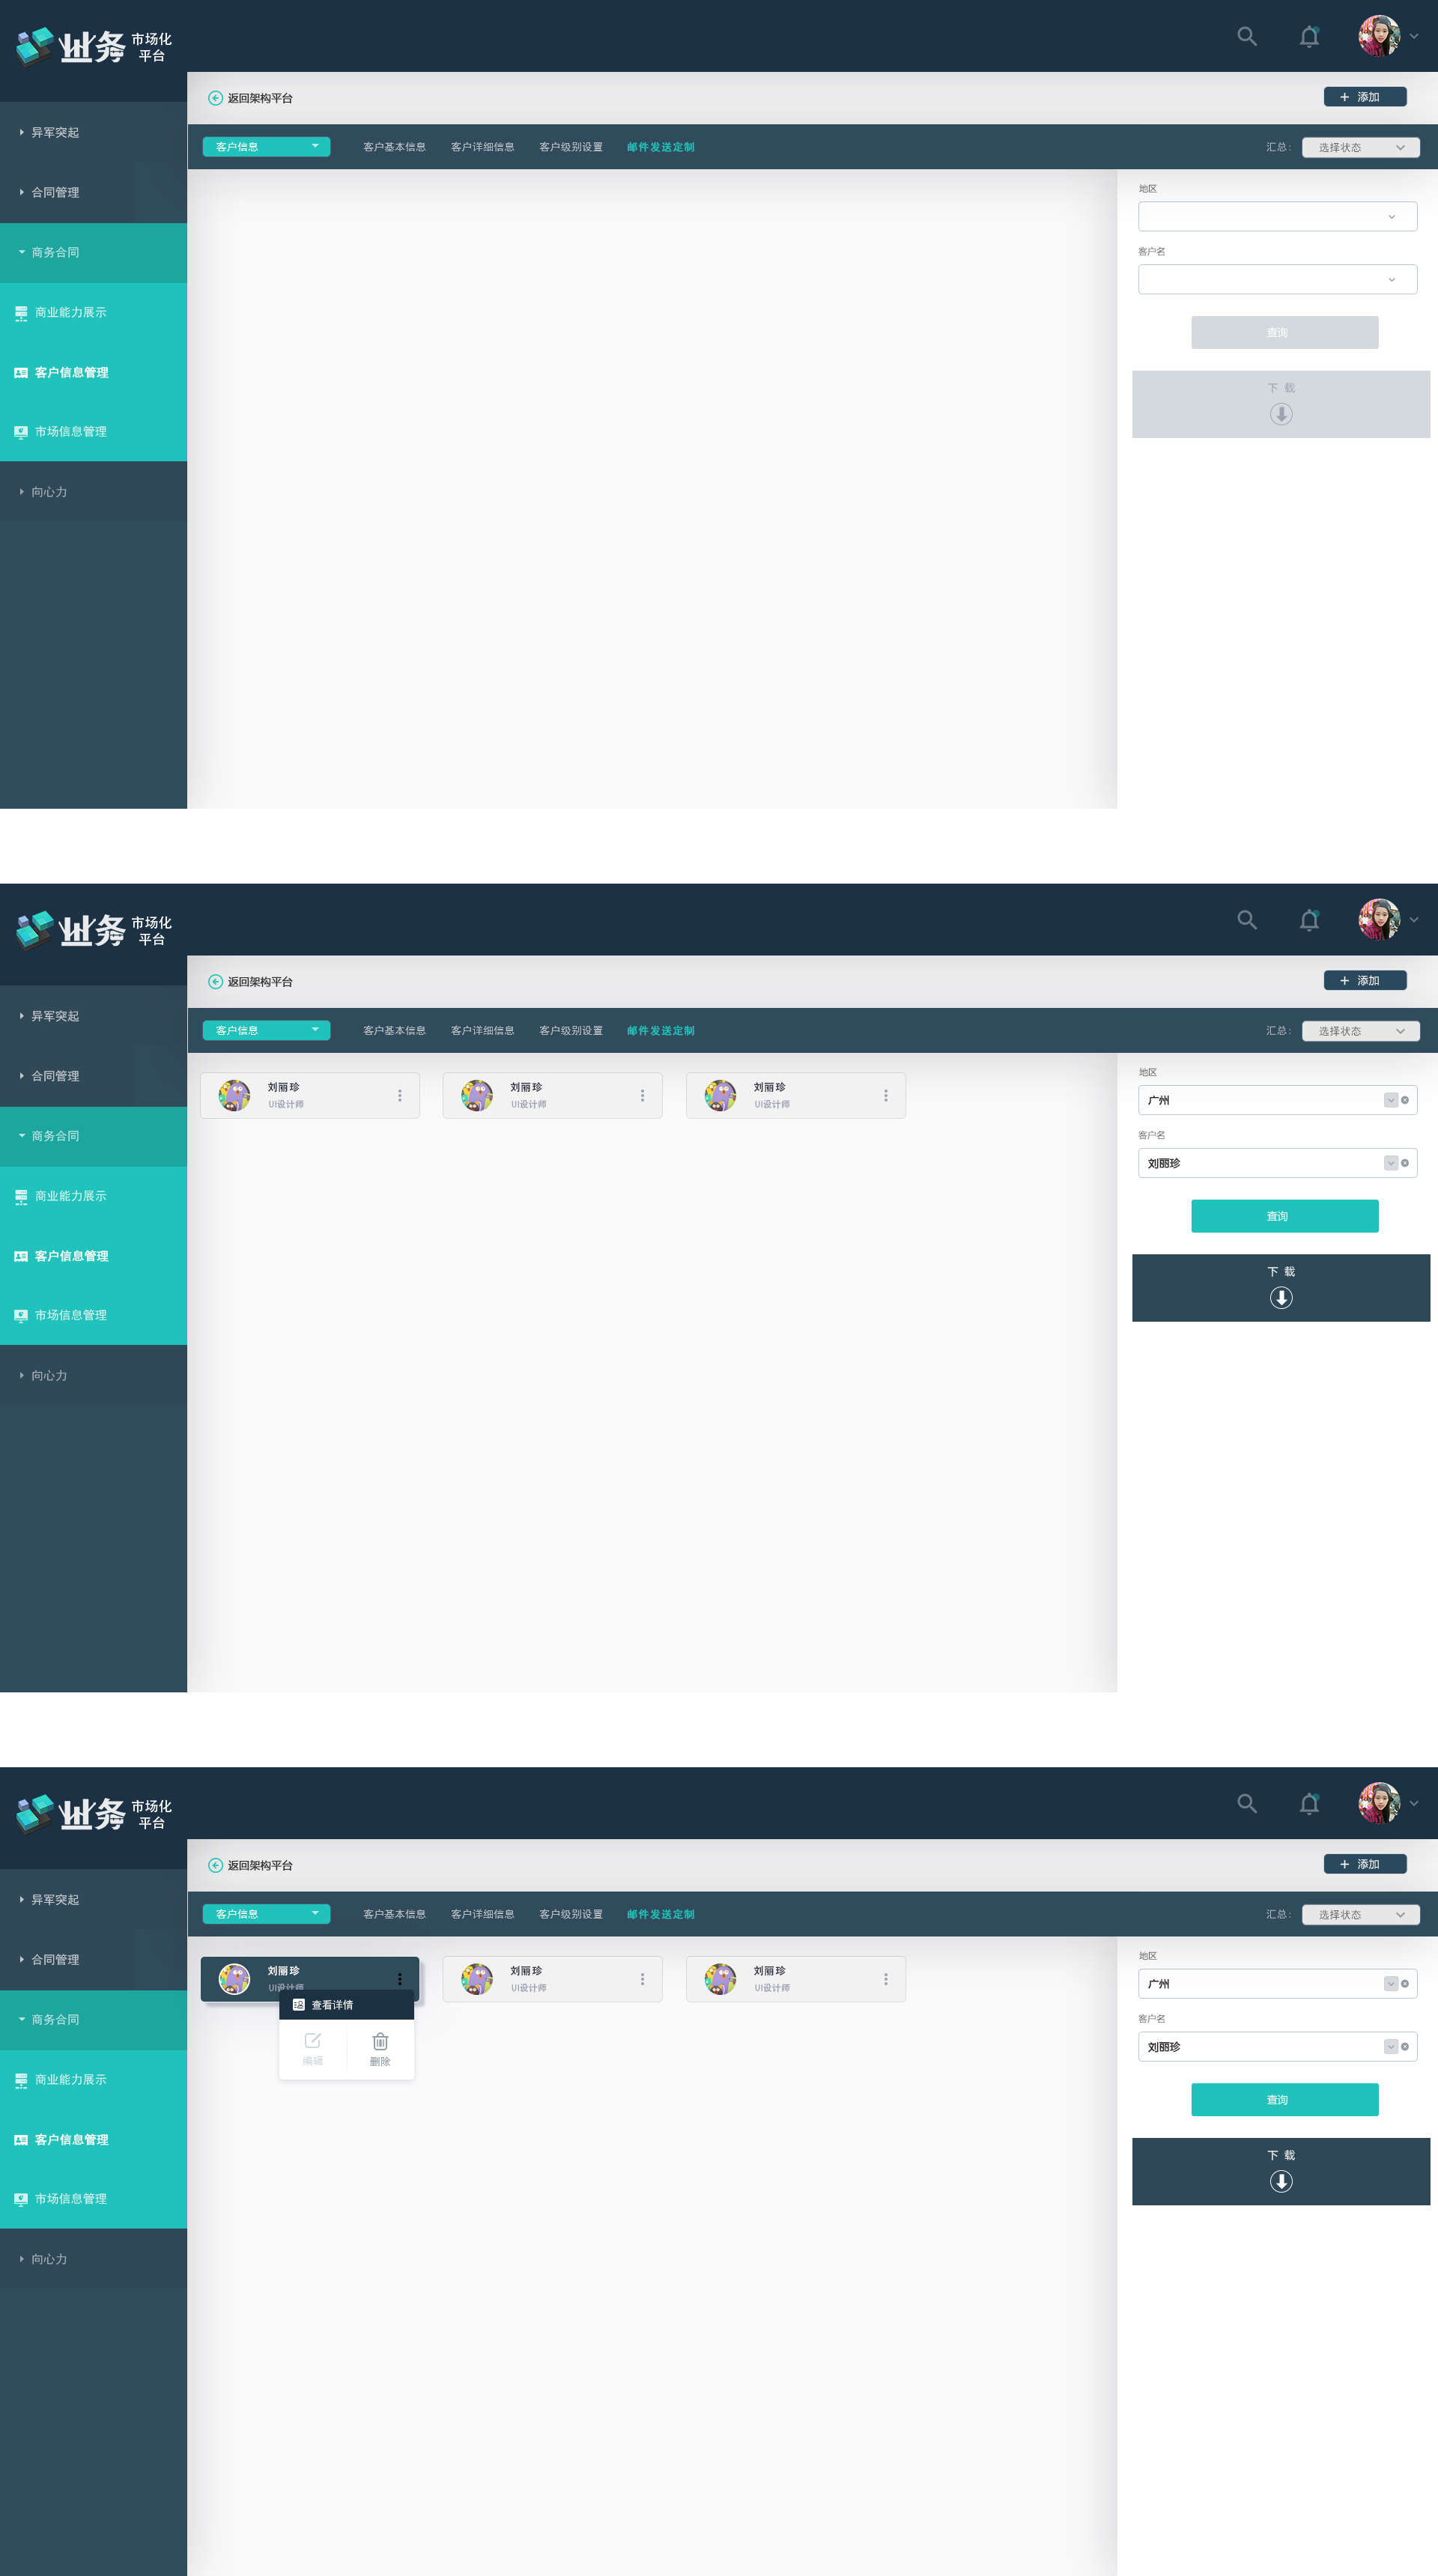 业务 市场化
平台
返回架构平台
+ 添加
客户信息 客户基本信息 客户详细信息 客户级别设置 邮件发送定制 汇总: 选择状态
异军突起
合同管理
商务合同
商业能力展示
客户信息管理
市场信息管理
向心力
地区
客户名
查询
下 载
业务 市场化
平台
返回架构平台
+ 添加
客户信息 客户基本信息 客户详细信息 客户级别设置 邮件发送定制 汇总: 选择状态
异军突起
合同管理
商务合同
商业能力展示
客户信息管理
市场信息管理
向心力
刘丽珍 刘丽珍 刘丽珍
UI设计师 UI设计师 UI设计师
地区
广州
客户名
刘丽珍
查询
下 载
业务 市场化
平台
返回架构平台
+ 添加
客户信息 客户基本信息 客户详细信息 客户级别设置 邮件发送定制 汇总: 选择状态
异军突起
合同管理
商务合同
商业能力展示
客户信息管理
市场信息管理
向心力
刘丽珍 刘丽珍 刘丽珍
UI设计师 UI设计师 UI设计师
查看详情
编辑 删除
地区
广州
客户名
刘丽珍
查询
下 载